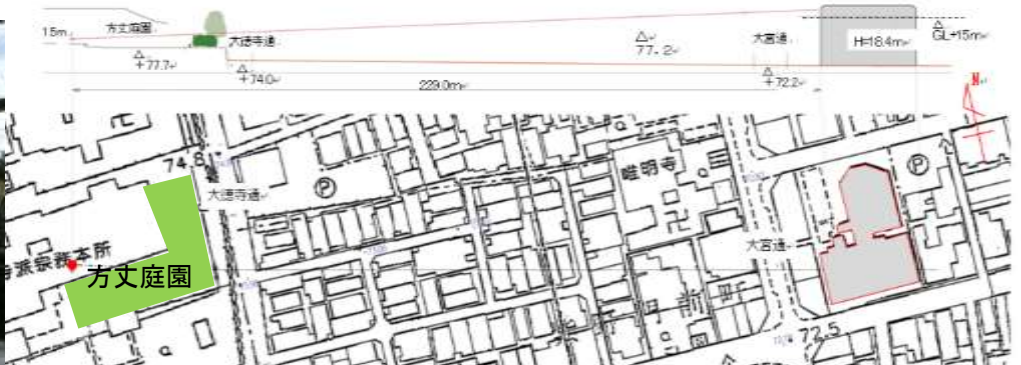 1.5m
方丈庭園
大徳寺通
大宮通
H=18.4m
GL+15m
+77.7
+74.0
77.2
+72.2
229.0m
N
74.8
大徳寺通
P
唯明寺
P
大宮通
方丈庭園
72.5